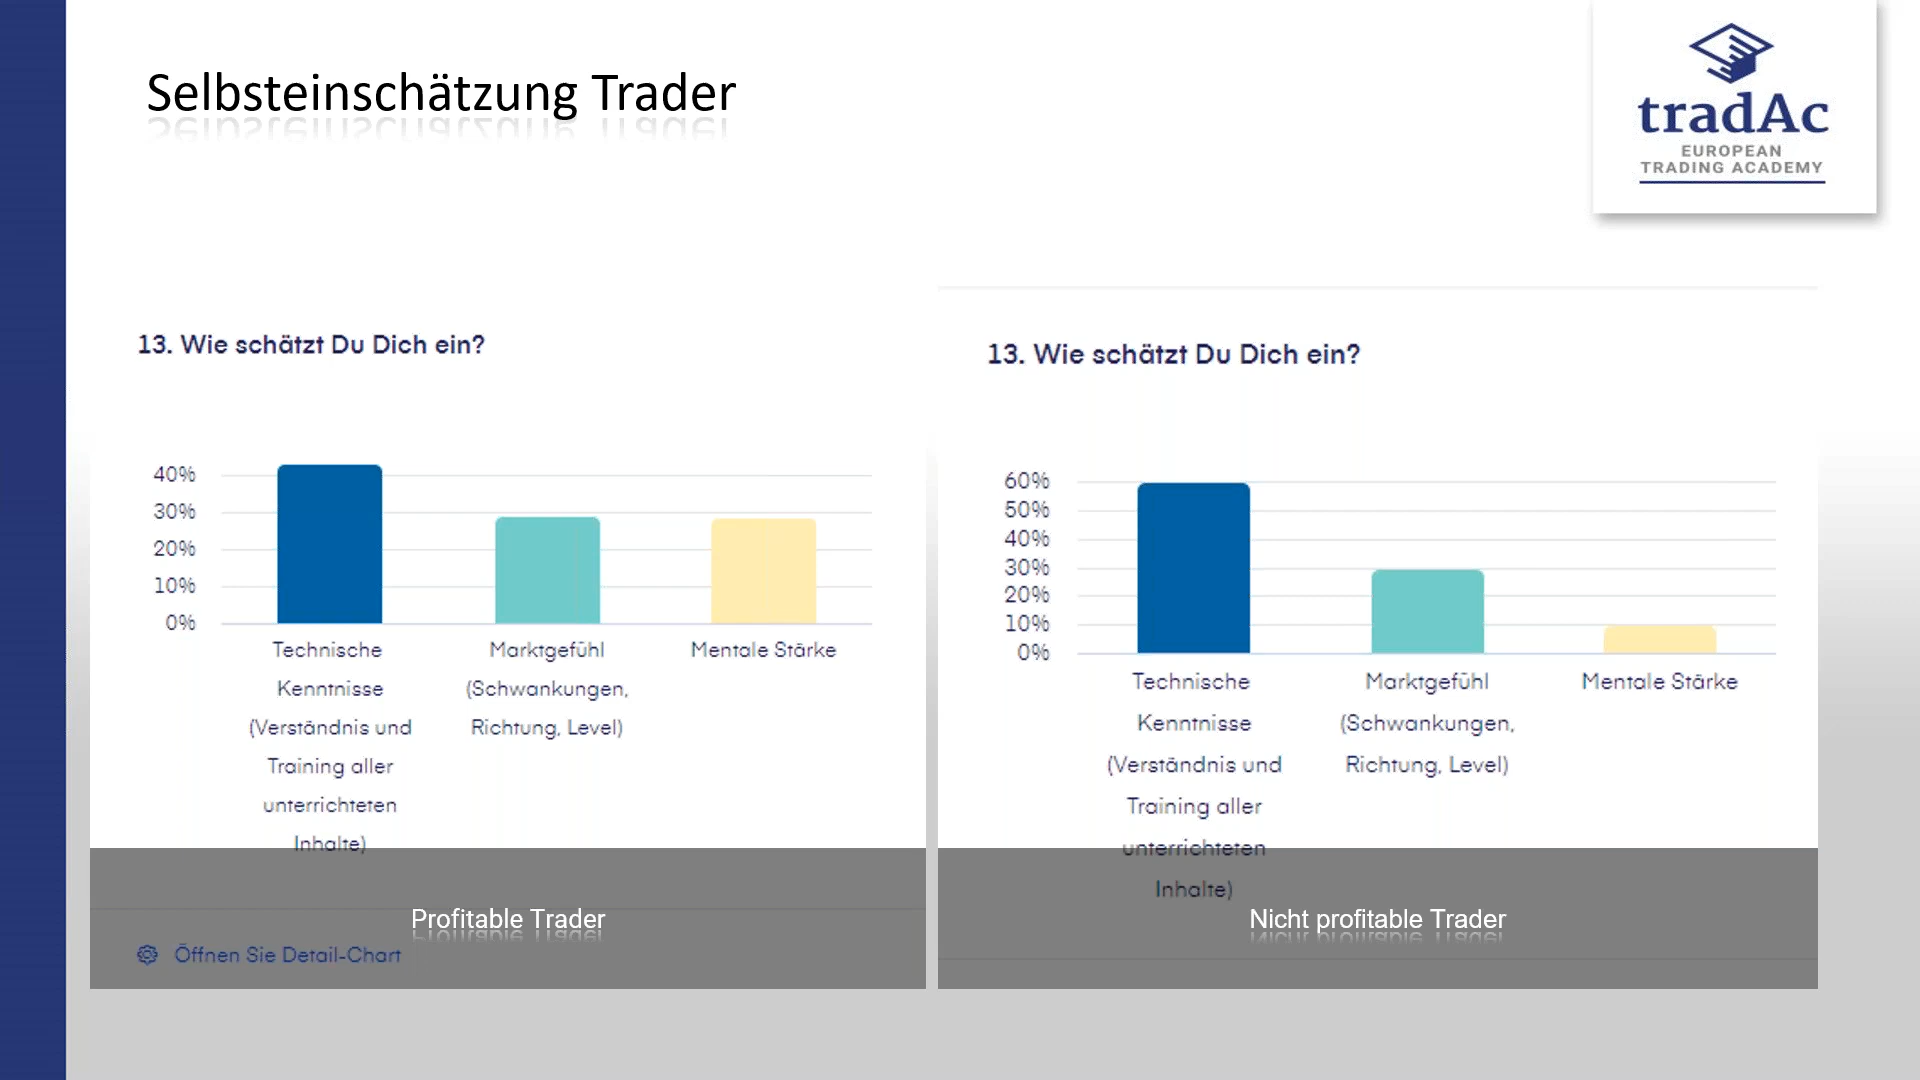 Selbsteinschätzung Trader
tradAc
EUROPEAN
TRADING ACADEMY
13. Wie schätzt Du Dich ein?
40%
30%
20%
10%
0%
Technische
Kenntnisse
(Verständnis und
Training aller
unterrichteten
Inhalte)
Marktgefühl
(Schwankungen,
Richtung, Level)
Mentale Stärke
Profitable Trader
Öffnen Sie Detail-Chart
13. Wie schätzt Du Dich ein?
60%
50%
40%
30%
20%
10%
0%
Technische
Kenntnisse
(Verständnis und
Training aller
unterrichteten
Inhalte)
Marktgefühl
(Schwankungen,
Richtung, Level)
Mentale Stärke
Nicht profitable Trader